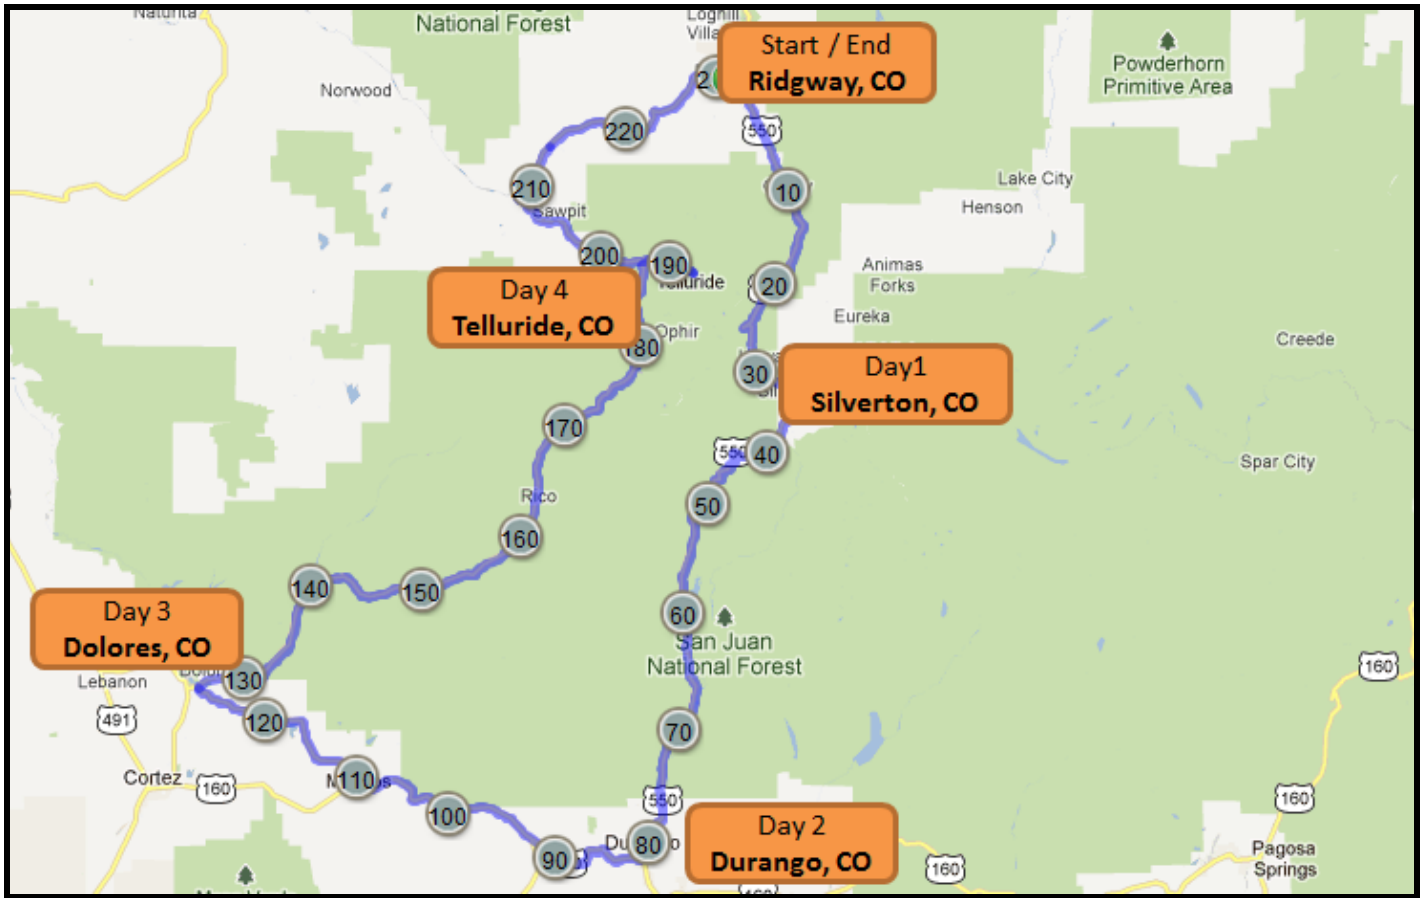 Naturita
National Forest
Loghill
Start / End
Ridgway, CO
Powderhorn
Primitive Area
Norwood
220
550
210
10
Lake City
Henson
Sawpit
200
190
Telluride
20
Animas
Forks
Eureka
Day 4
Telluride, CO
Ophir
180
Creede
30
Day1
Silverton, CO
170
550
40
Spar City
Rico
50
160
140
150
60
San Juan
National Forest
Day 3
Dolores, CO
130
Lebanon
160
491
120
70
Cortez
160
110
100
550
160
Day 2
Durango, CO
80
90
160
Pagosa
Springs
160